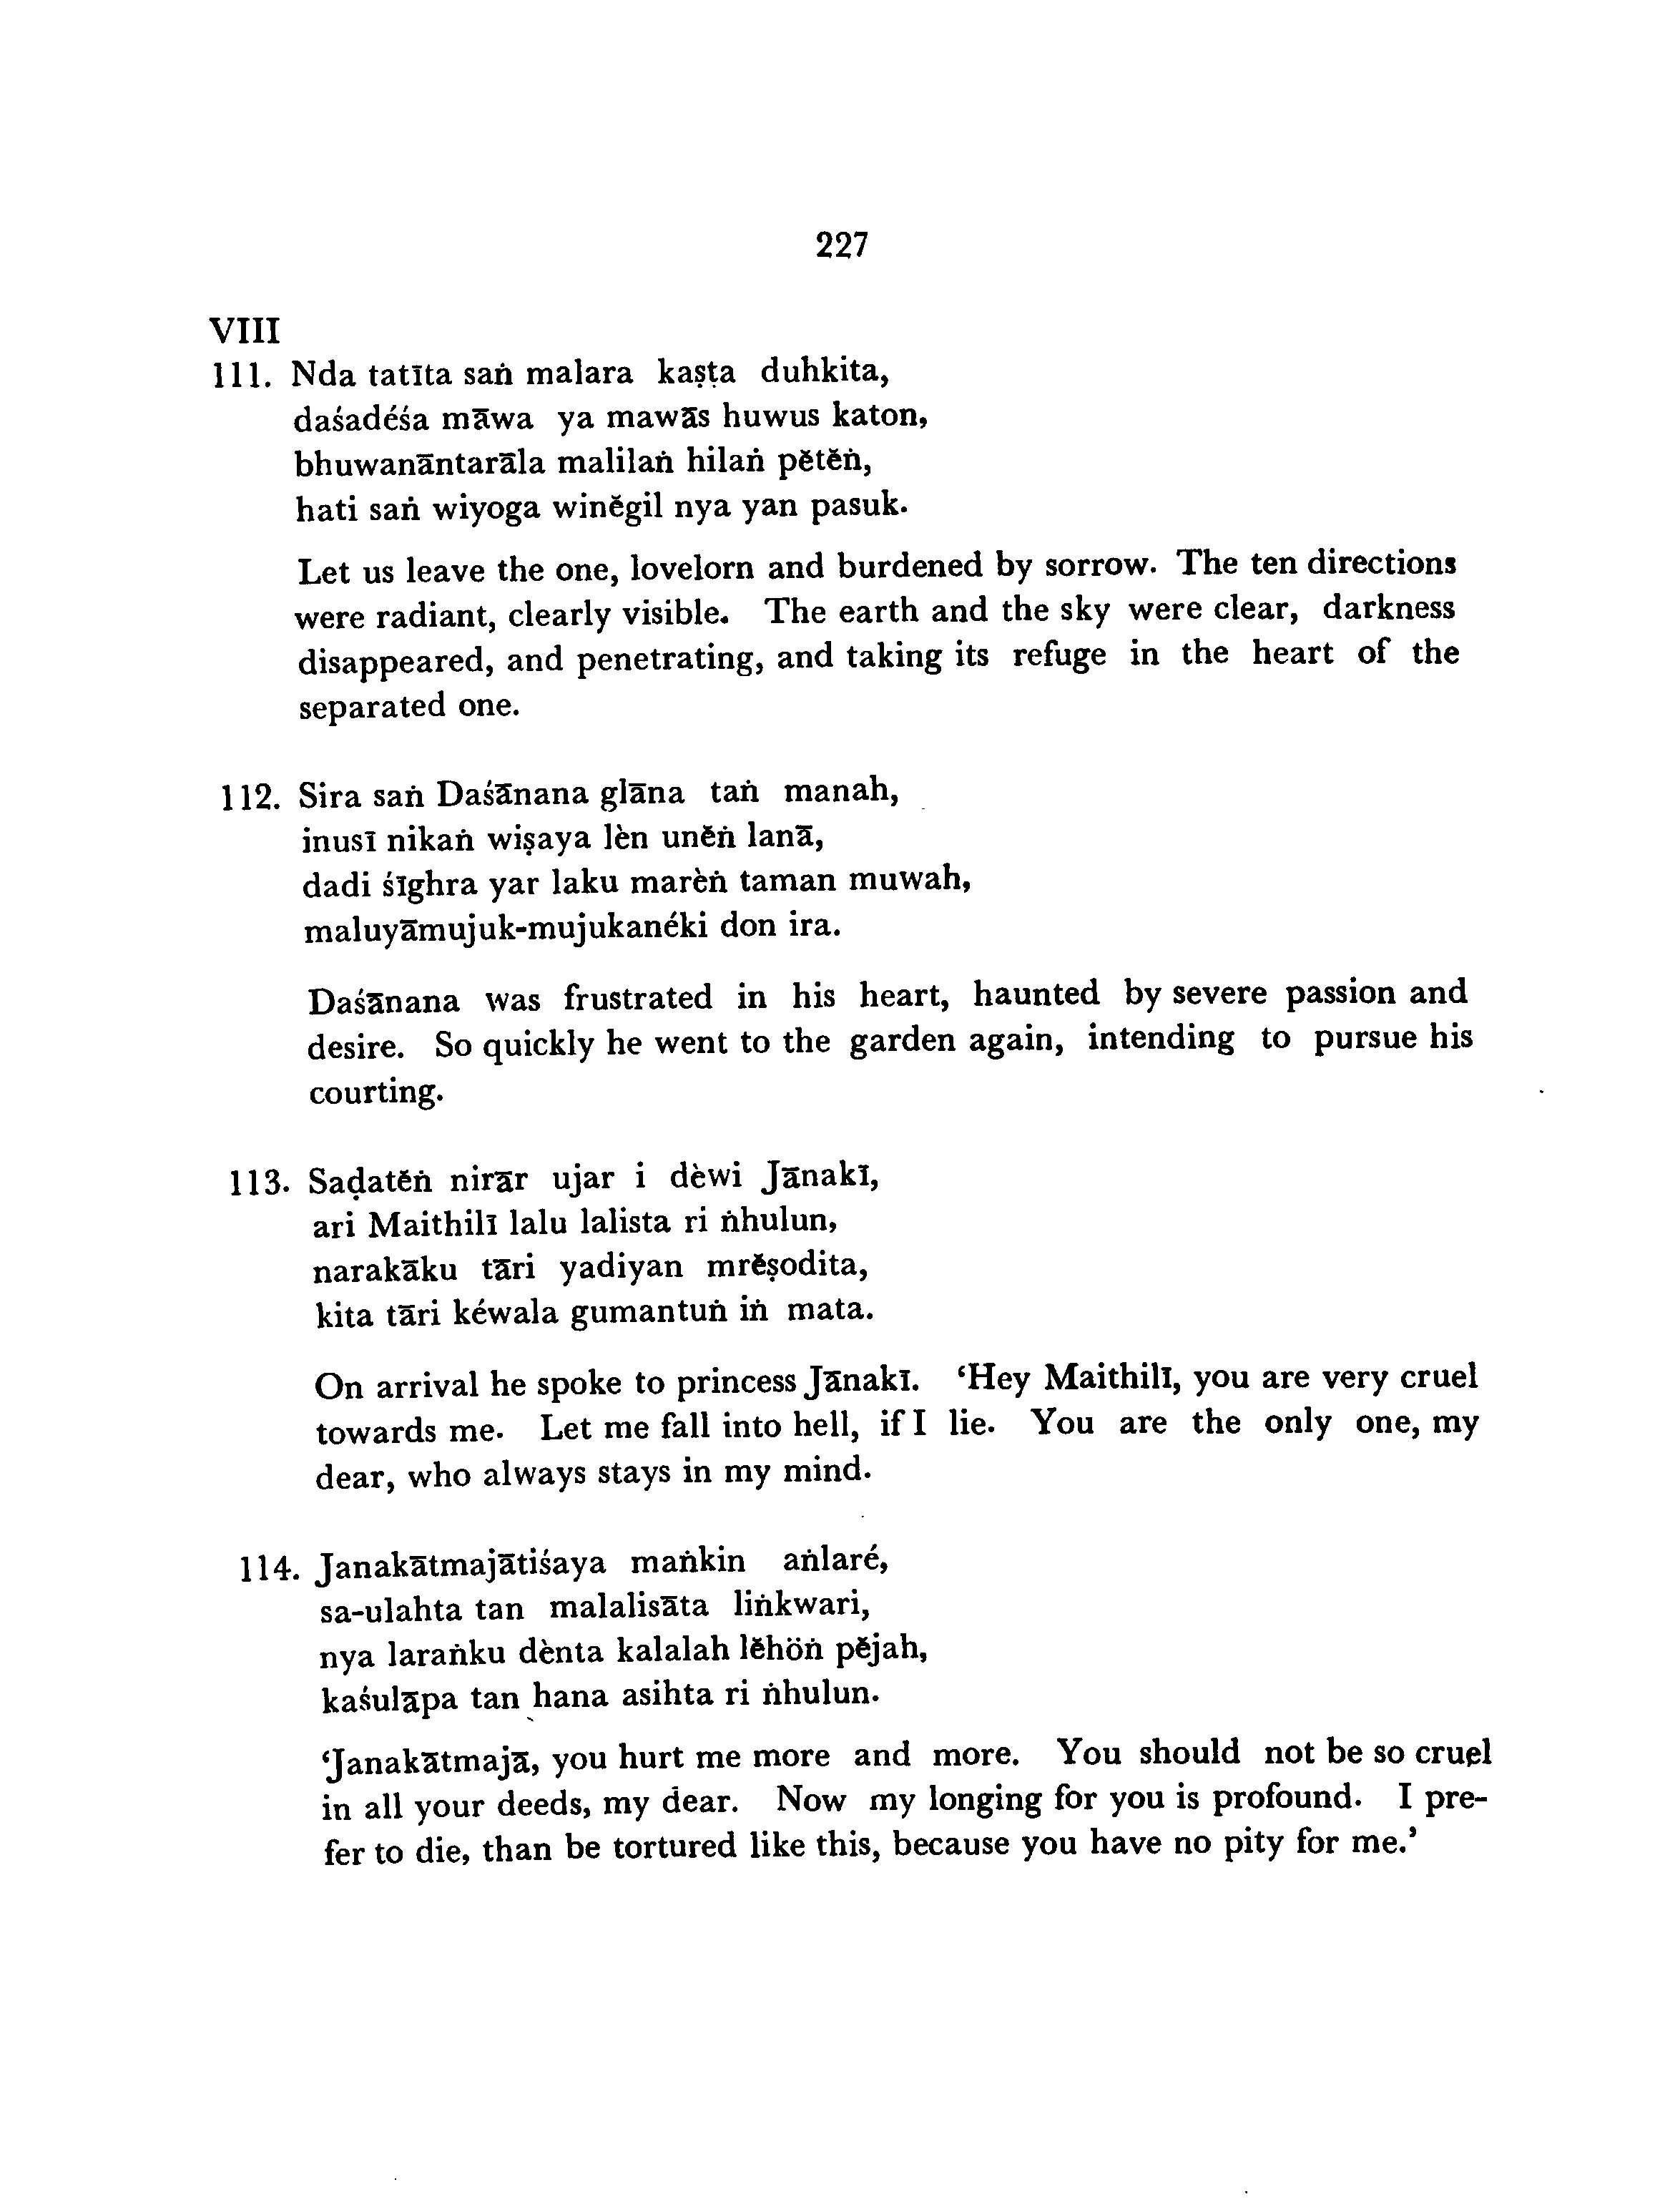 227
VIII
111. Nda tatīta saṅ malara kaṣṭa duhkita,
daśadéśa māwa ya mawās huwus katon,
bhuwanāntarāla malilaṅ hilaṅ pĕtĕṅ,
hati saṅ wiyoga winĕgil nya yan pasuk.
Let us leave the one, lovelorn and burdened by sorrow. The ten directions
were radiant, clearly visible. The earth and the sky were clear, darkness
disappeared, and penetrating, and taking its refuge in the heart of the
separated one.
112. Sira saṅ Daśānana glāna taṅ manah,
inusī nikaṅ wiṣaya lèn unĕṅ lanā,
dadi śīghra yar laku marèṅ taman muwah,
maluyāmujuk-mujukanéki don ira.
Daśānana was frustrated in his heart, haunted by severe passion and
desire. So quickly he went to the garden again, intending to pursue his
courting.
113. Saḍatĕṅ nirār ujar i dèwi Jānakī,
ari Maithilī lalu lalista ri ṅhulun,
narakāku tāri yadiyan mrĕṣodita,
kita tāri kéwala gumantuṅ iṅ mata.
On arrival he spoke to princess Jānakī. ‘Hey Maithilī, you are very cruel
towards me. Let me fall into hell, if I lie. You are the only one, my
dear, who always stays in my mind.
114. Janakātmajātiśaya maṅkin aṅlaré,
sa-ulahta tan malalisāta liṅkwari,
nya laraṅku dènta kalalah lĕhöṅ pĕjah,
kaśulāpa tan hana asihta ri ṅhulun.
‘Janakātmajā, you hurt me more and more. You should not be so cruel
in all your deeds, my dear. Now my longing for you is profound. I pre-
fer to die, than be tortured like this, because you have no pity for me.’